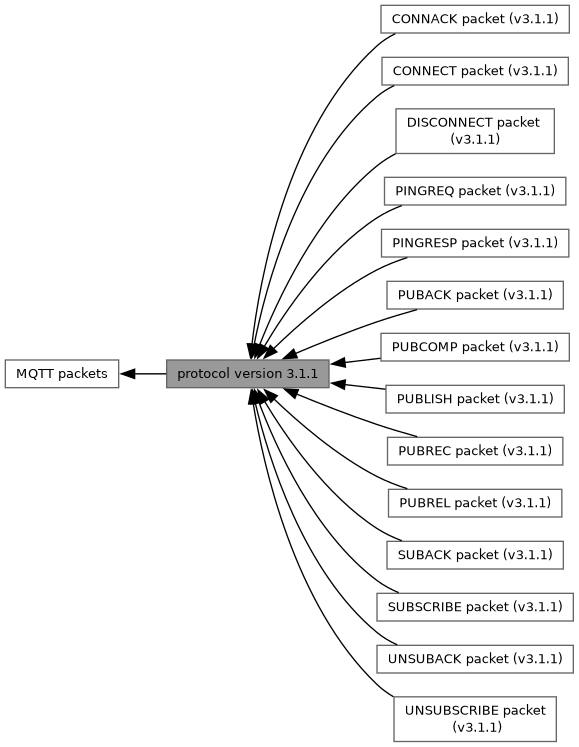 CONNACK packet (v3.1.1)
CONNECT packet (v3.1.1)
DISCONNECT packet
(v3.1.1)
PINGREQ packet (v3.1.1)
PINGRESP packet (v3.1.1)
PUBACK packet (v3.1.1)
PUBCOMP packet (v3.1.1)
MQTT packets
protocol version 3.1.1
PUBLISH packet (v3.1.1)
PUBREC packet (v3.1.1)
PUBREL packet (v3.1.1)
SUBACK packet (v3.1.1)
SUBSCRIBE packet (v3.1.1)
UNSUBACK packet (v3.1.1)
UNSUBSCRIBE packet
(v3.1.1)